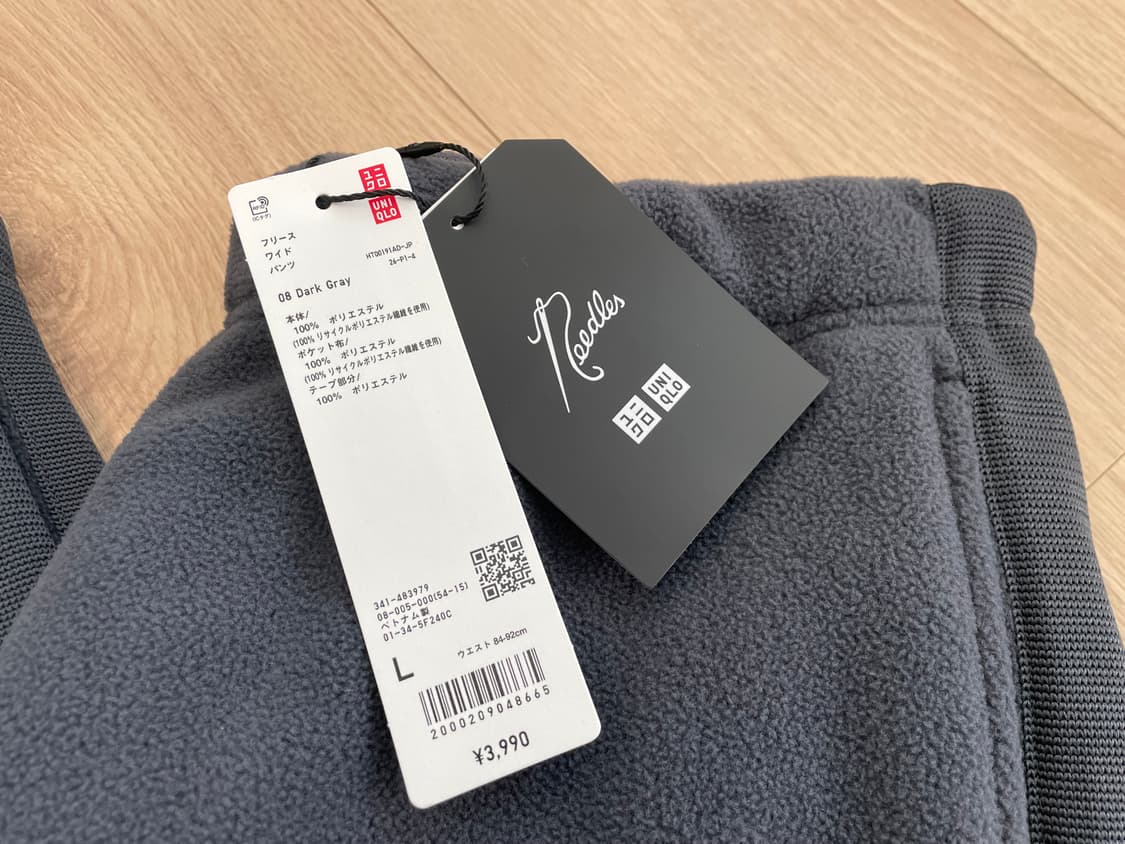 ユニ
クロ
UNI
QLO
RFID
(ICタグ)
フリース
ワイド
パンツ
HT00191AD-JP
26-P1-4
08 Dark Gray
本体/
100% ポリエステル
(100% リサイクルポリエステル繊維を使用)
ポケット布/
100% ポリエステル
(100% リサイクルポリエステル繊維を使用)
テープ部分/
100% ポリエステル
341-483979
08-005-000(54-15)
ベトナム製
01-34-5F240C
L
ウエスト 84-92cm
2000209048665
¥3,990
Needles
ユニ
クロ
UNI
QLO